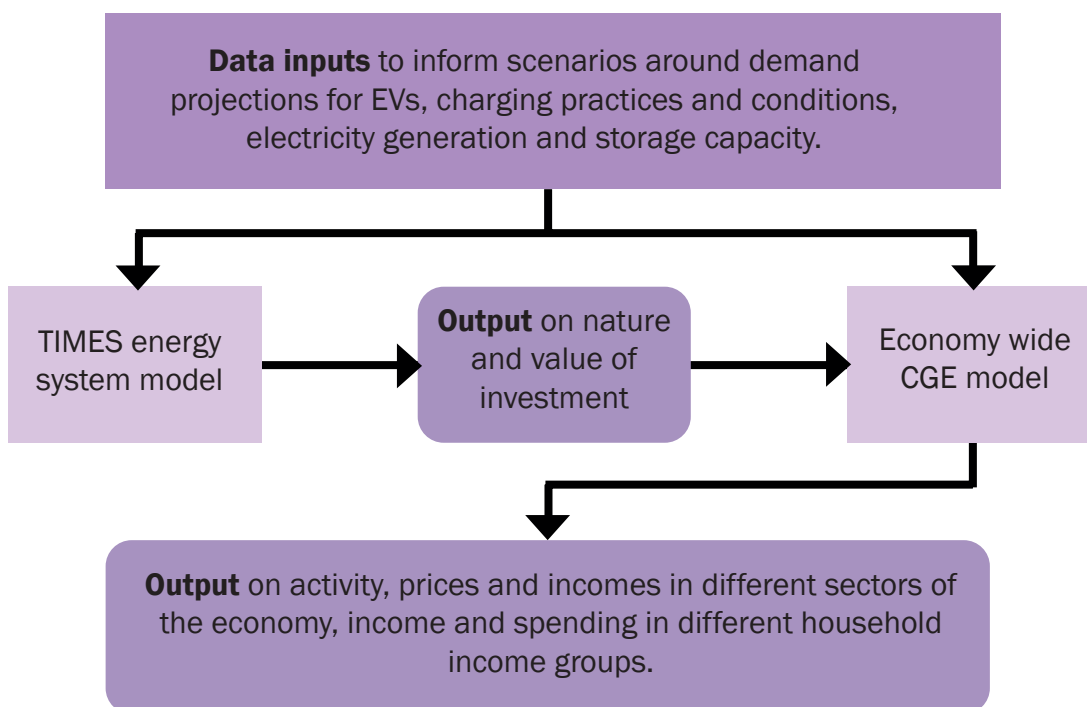 Data inputs to inform scenarios around demand
projections for EVs, charging practices and conditions,
electricity generation and storage capacity.
TIMES energy
system model
Output on nature
and value of
investment
Economy wide
CGE model
Output on activity, prices and incomes in different sectors of
the economy, income and spending in different household
income groups.